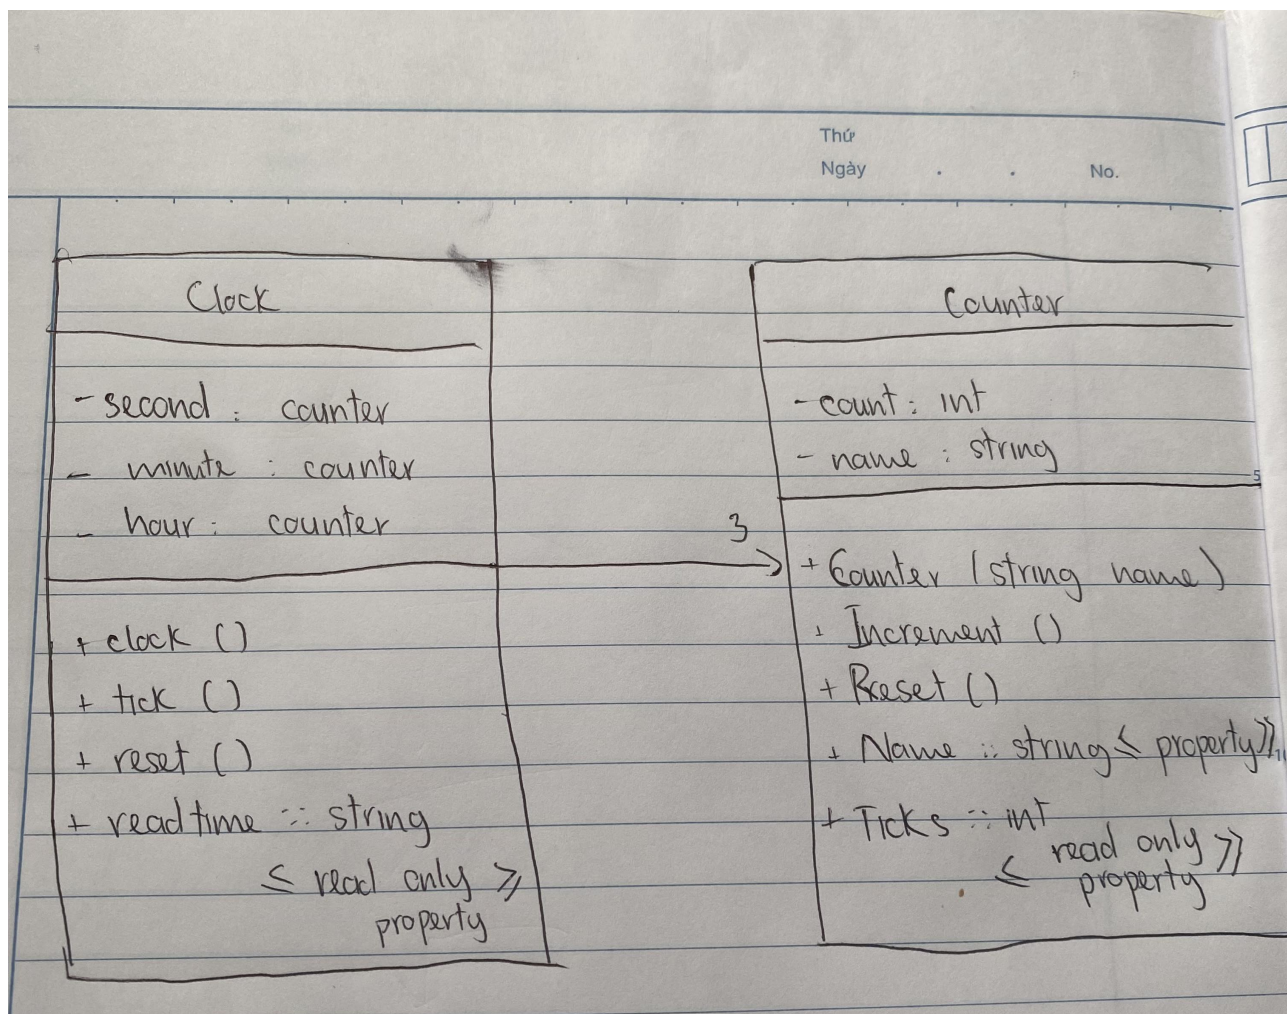 Thứ
Ngày . . No.
Clock
- second : counter
- minute : counter
- hour : counter
+ clock ()
+ tick ()
+ reset ()
+ readtime :: string
≤ read only ≥
property
3
Counter
- count : int
- name : string
5
+ Counter (string name)
+ Increment ()
+ Reset ()
+ Name :: string ≤ property >>
+ Ticks :: int
≤ read only >>
property